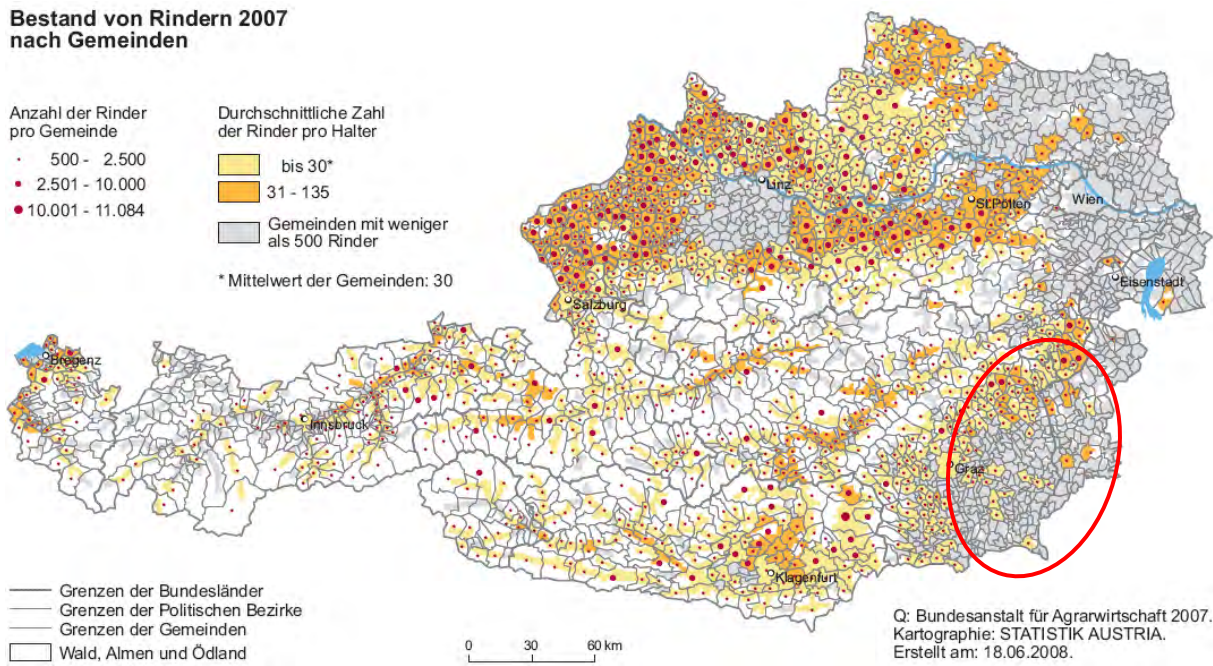 Bestand von Rindern 2007
nach Gemeinden
Anzahl der Rinder
pro Gemeinde
500 - 2.500
2.501 - 10.000
10.001 - 11.084
Durchschnittliche Zahl
der Rinder pro Halter
bis 30*
31 - 135
Gemeinden mit weniger
als 500 Rinder
* Mittelwert der Gemeinden: 30
Linz
St.Pölten
Wien
Eisenstadt
Salzburg
Bregenz
Innsbruck
Graz
Klagenfurt
Grenzen der Bundesländer
Grenzen der Politischen Bezirke
Grenzen der Gemeinden
Wald, Almen und Ödland
0 30 60 km
Q: Bundesanstalt für Agrarwirtschaft 2007.
Kartographie: STATISTIK AUSTRIA.
Erstellt am: 18.06.2008.